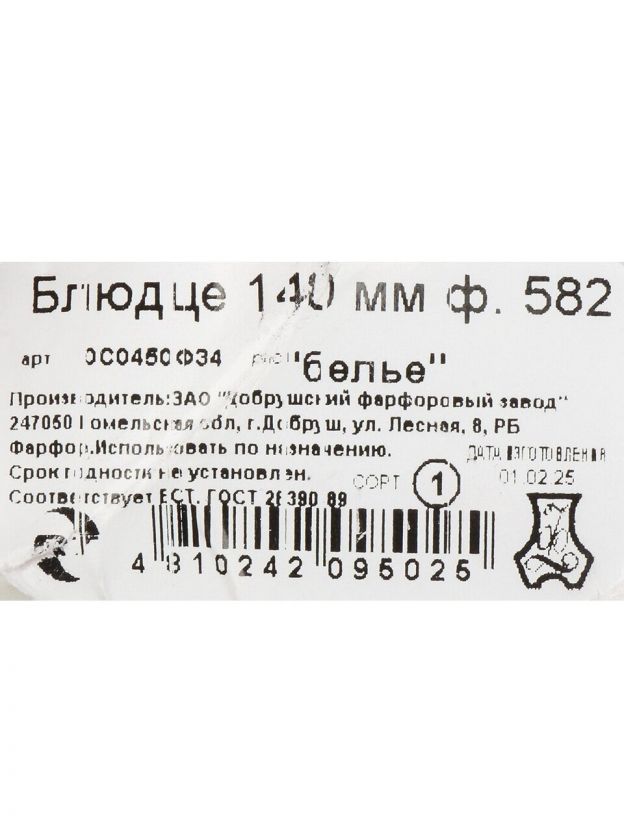 Блюдце 140 мм ф. 582
арт 0С0450Ф34 рис "белье"
Производитель:ЗАО "Добрушский фарфоровый завод"
247050 Гомельская обл, г.Добруш, ул. Лесная, 8, РБ
Фарфор.Использовать по назначению.
Срок годности не установлен.
ДАТА ИЗГОТОВЛЕНИЯ
01.02.25
СОРТ 1
Соответствует ЕСТ. ГОСТ 28390 89
4 810242 095025